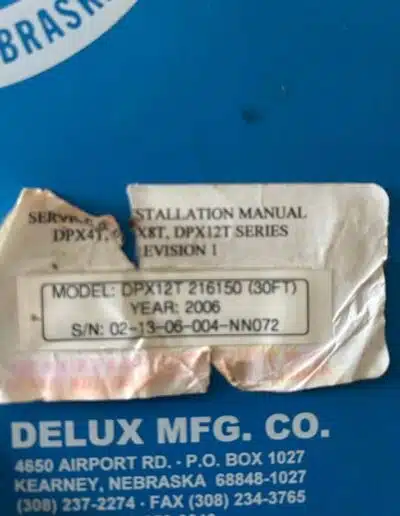 BRASK
SERVICE STALLATION MANUAL
DPX4T, X8T, DPX12T SERIES
EVISION 1
MODEL: DPX12T 216150 (30FT)
YEAR: 2006
S/N: 02-13-06-004-NN072
DELUX MFG. CO.
4650 AIRPORT RD. - P.O. BOX 1027
KEARNEY, NEBRASKA 68848-1027
(308) 237-2274 - FAX (308) 234-3765